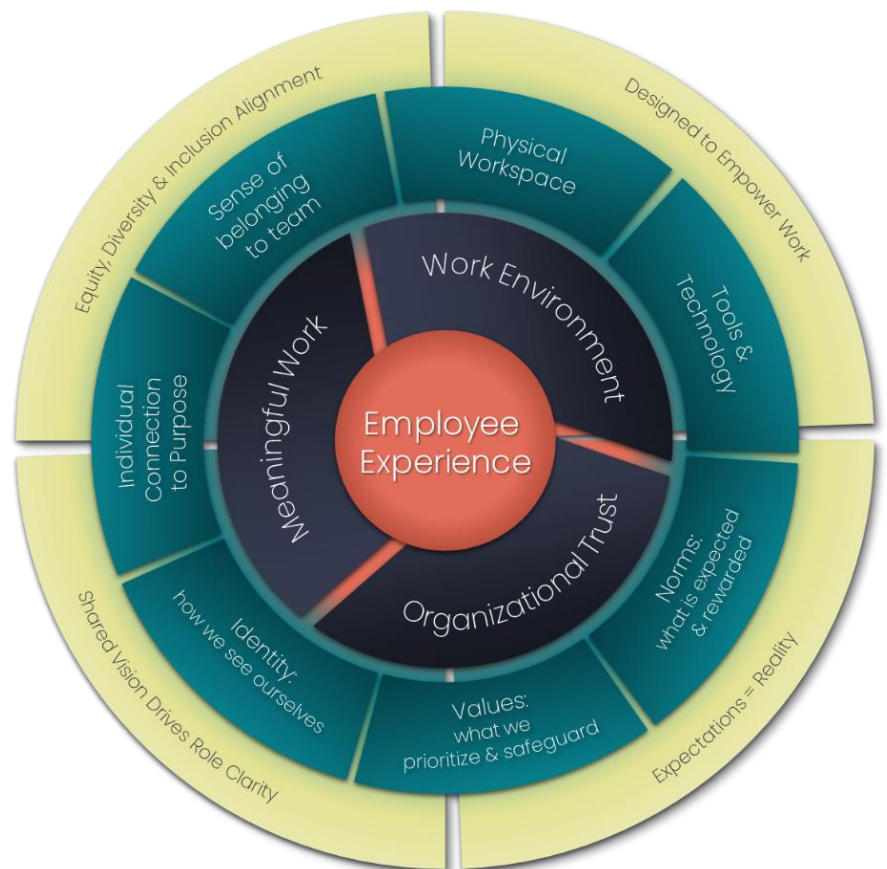 Equity, Diversity & Inclusion Alignment
Designed to Empower Work
Expectations = Reality
Shared Vision Drives Role Clarity
Sense of
belonging
to team
Physical
Workspace
Tools &
Technology
Norms:
what is expected
& rewarded
Values:
what we
prioritize & safeguard
Identity:
how we see ourselves
Individual
Connection
to Purpose
Meaningful Work
Work Environment
Organizational Trust
Employee
Experience